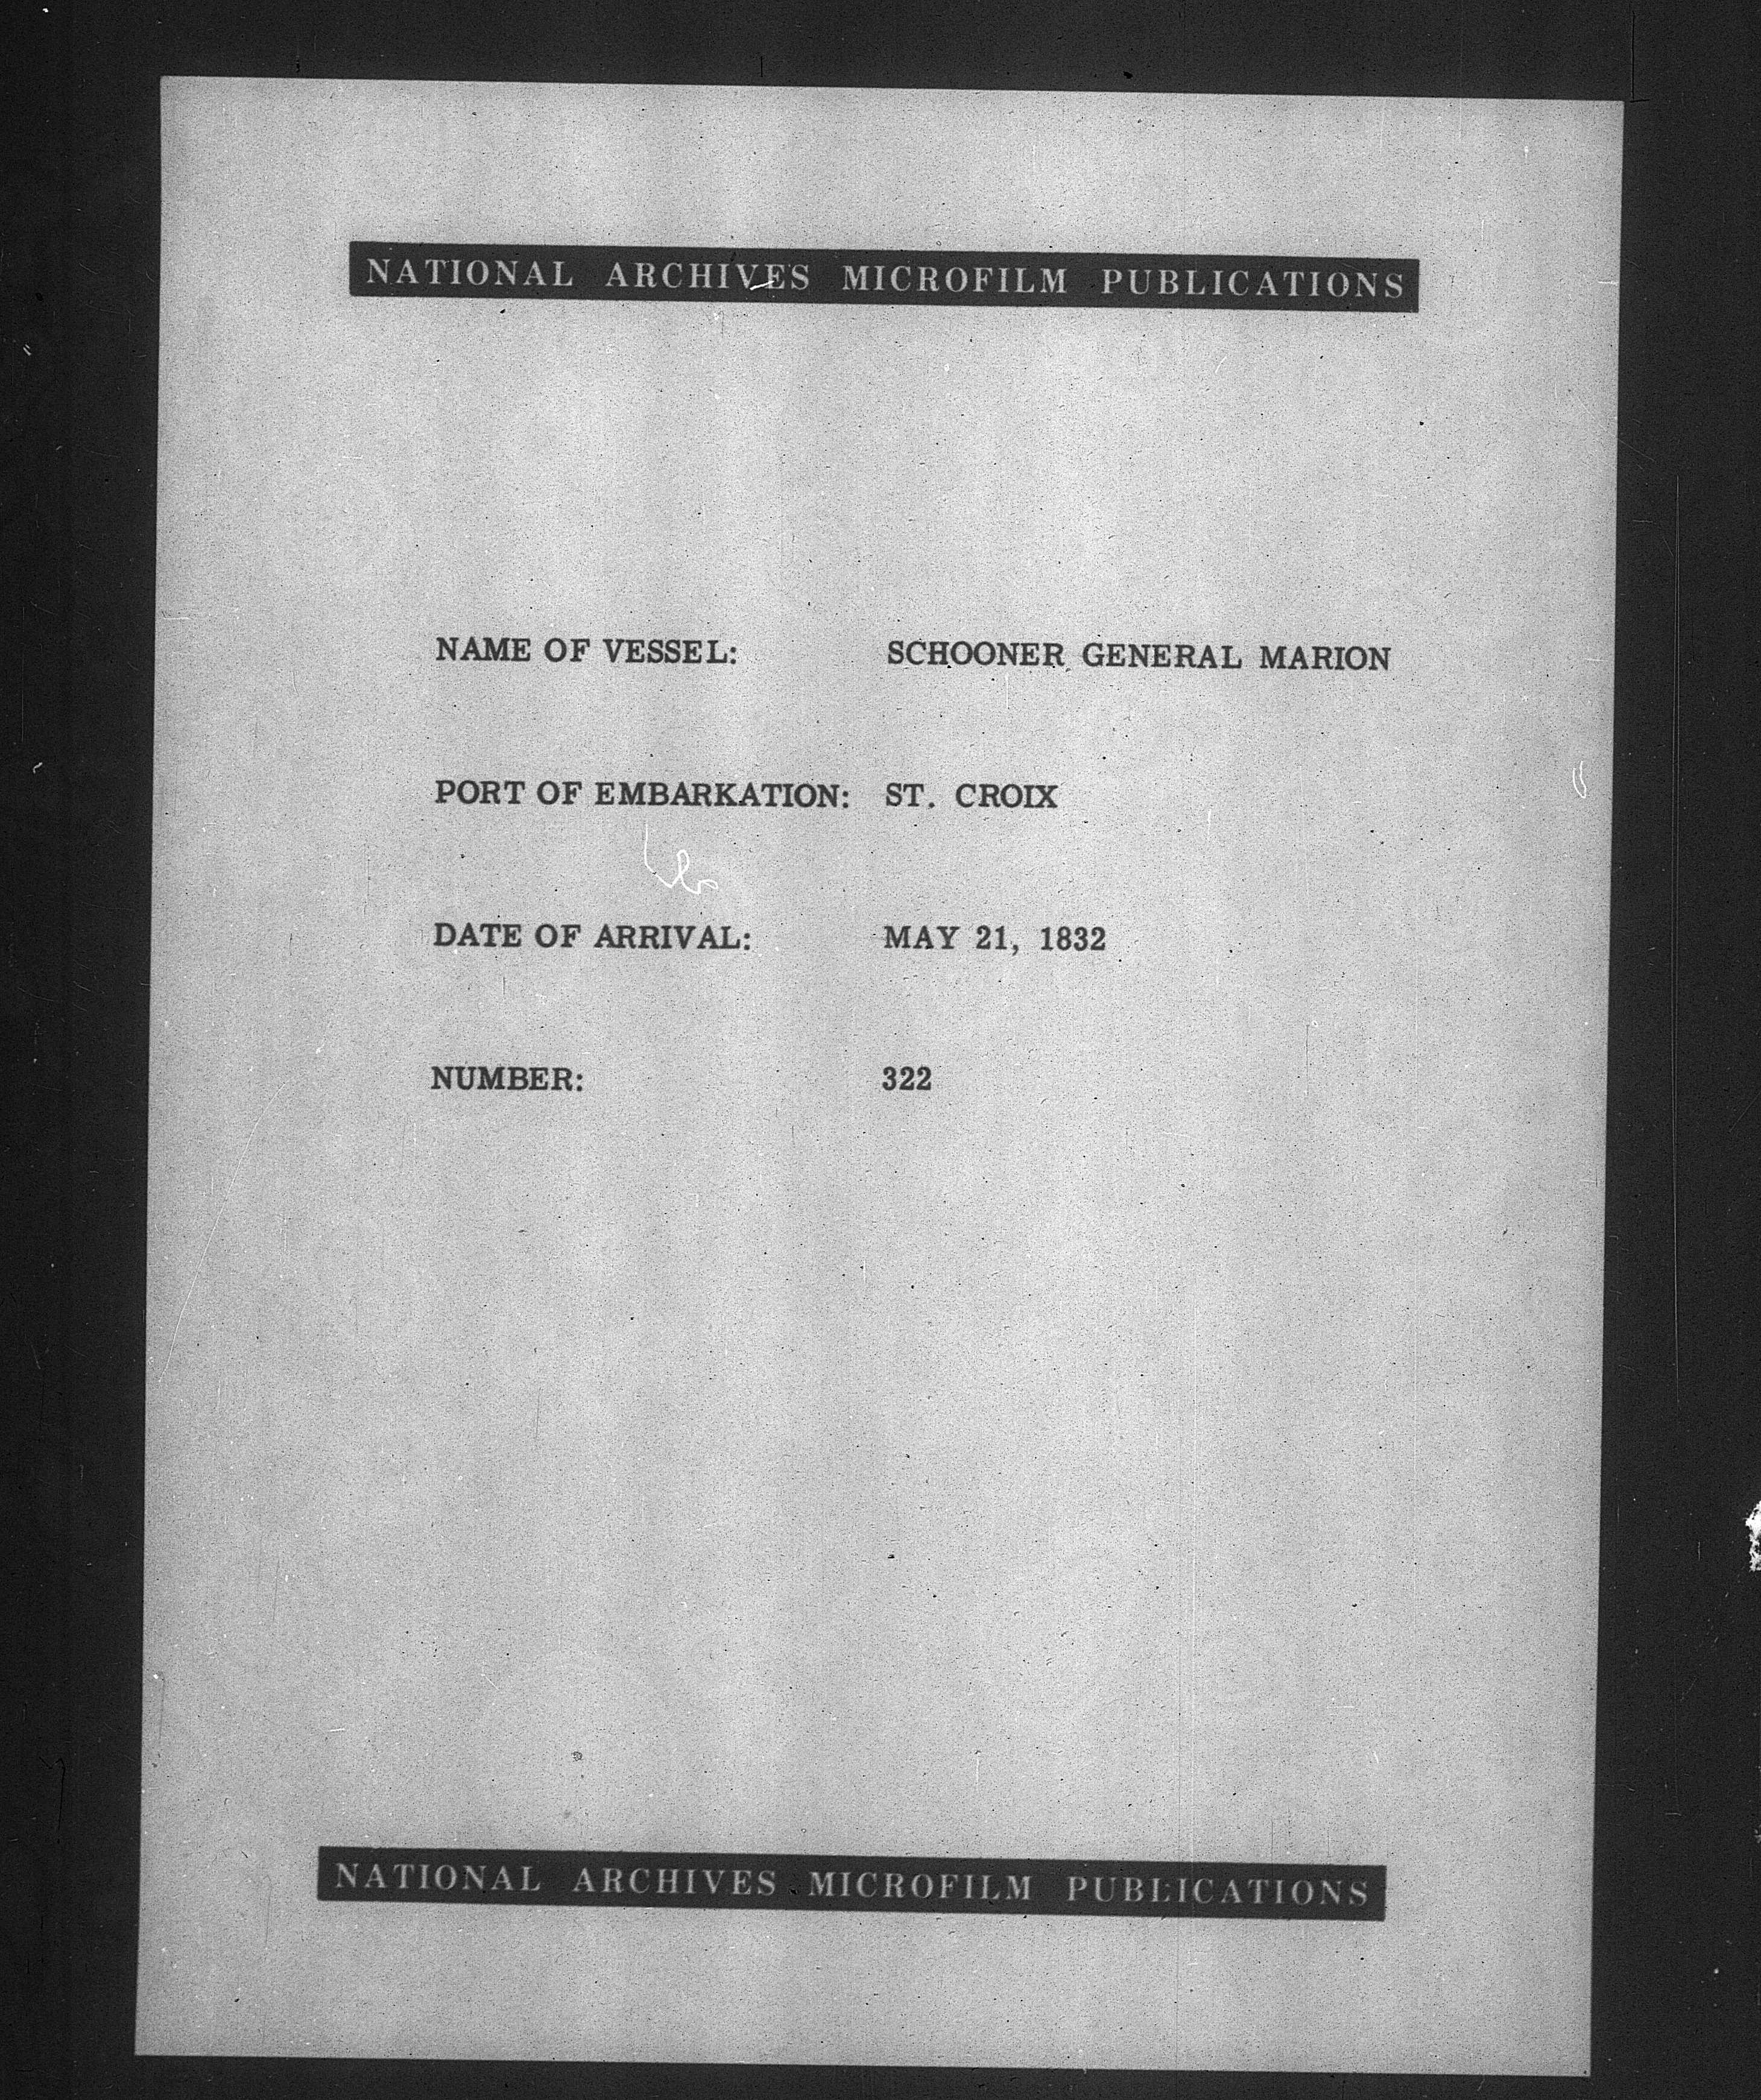 NATIONAL ARCHIVES MICROFILM PUBLICATIONS
NAME OF VESSEL: SCHOONER GENERAL MARION
PORT OF EMBARKATION: ST. CROIX
DATE OF ARRIVAL: MAY 21, 1832
NUMBER: 322
NATIONAL ARCHIVES MICROFILM PUBLICATIONS